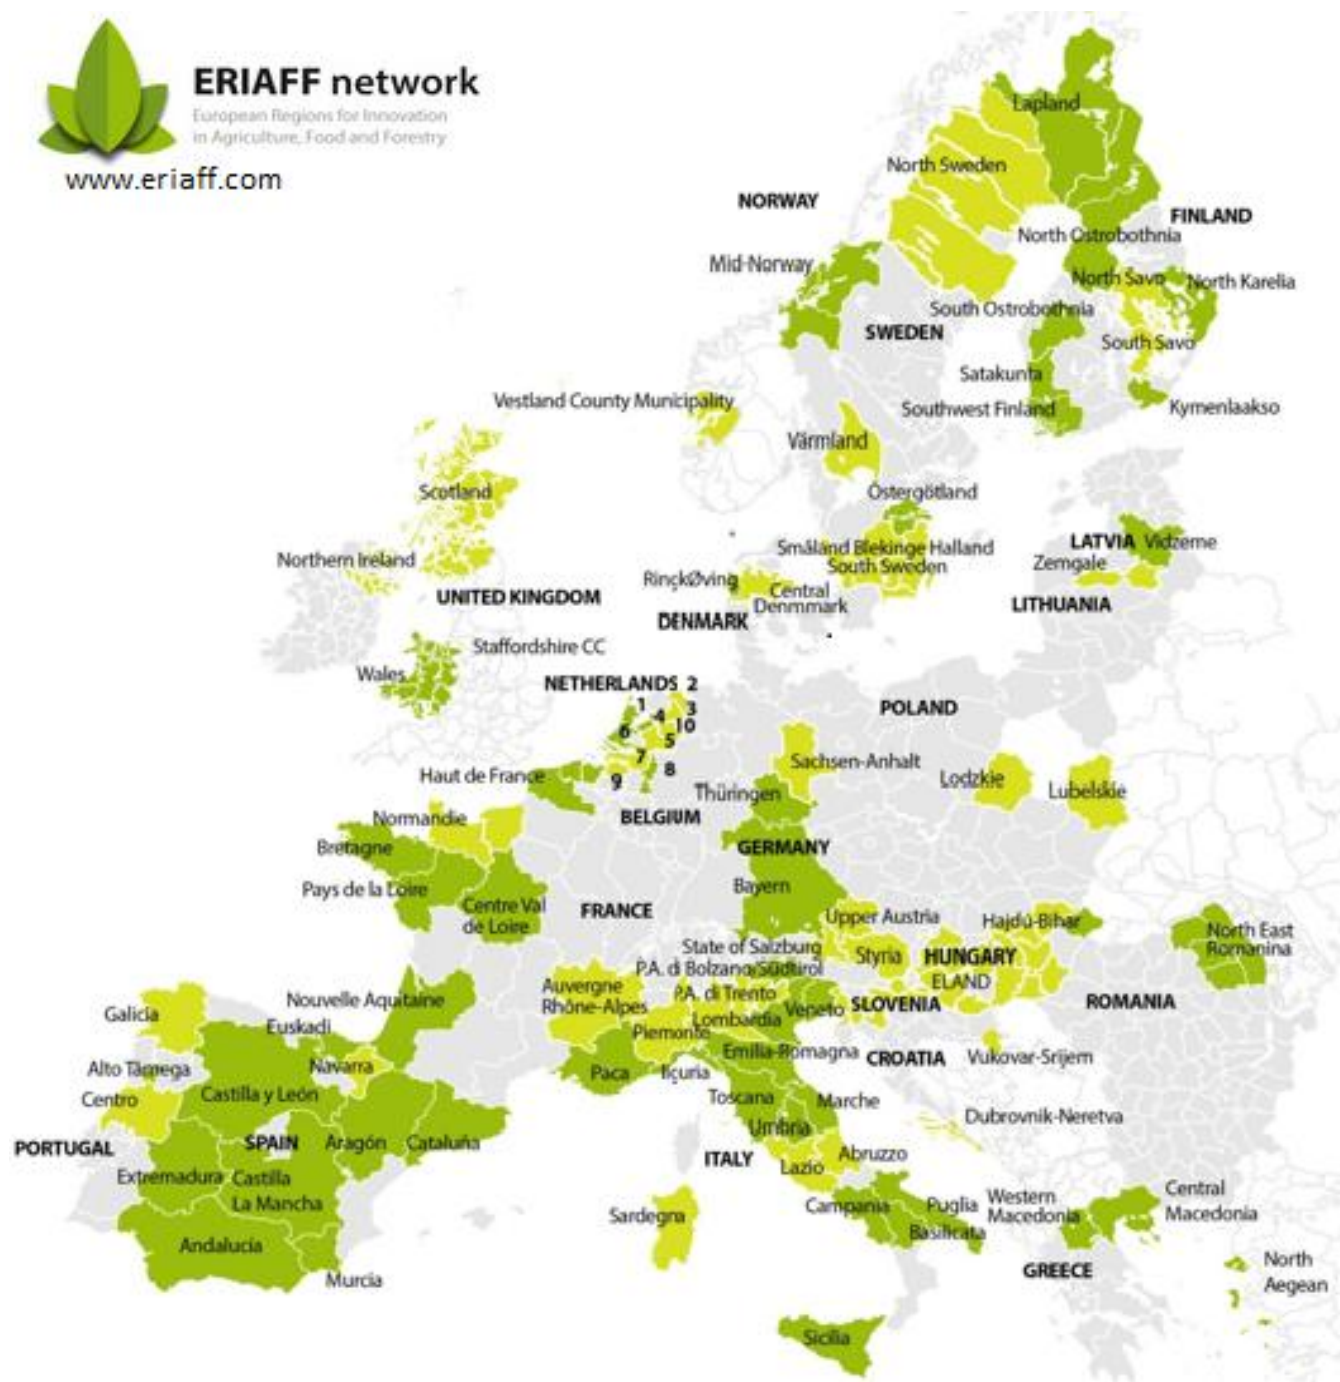 ERIAFF network
European Regions for Innovation
in Agriculture, Food and Forestry
www.eriaff.com
Lapland
North Sweden
NORWAY
FINLAND
North Ostrobothnia
Mid-Norway
North Savo
North Karelia
South Ostrobothnia
SWEDEN
South Savo
Satakunta
Vestland County Municipality
Southwest Finland
Kymenlaakso
Värmland
Scotland
Östergötland
Northern Ireland
Småland Blekinge Halland
South Sweden
LATVIA
Vidzeme
Zemgale
RinçkØving
Central
Denmmark
UNITED KINGDOM
LITHUANIA
DENMARK
Staffordshire CC
Wales
NETHERLANDS
2
1
3
4
10
6
5
7
8
9
POLAND
Sachsen-Anhalt
Haut de France
Thüringen
Lodzkie
Lubelskie
BELGIUM
Normandie
Bretagne
GERMANY
Pays de la Loire
Bayern
Centre Val
de Loire
FRANCE
Upper Austria
Hajdú-Bihar
North East
Romanina
State of Salzburg
Styria
HUNGARY
P.A. di Bolzano/Südtirol
ELAND
Auvergne
Rhône-Alpes
P.A. di Trento
Nouvelle Aquitaine
Veneto
SLOVENIA
ROMANIA
Galicia
Lombardia
Euskadi
Piemonte
Emilia-Romagna
CROATIA
Vukovar-Srijem
Alto Tâmega
Navarra
Paca
Ilçuria
Centro
Castilla y León
Toscana
Marche
Dubrovnik-Neretva
Umbria
PORTUGAL
SPAIN
Aragón
Cataluña
ITALY
Abruzzo
Lazio
Extremadura
Castilla
La Mancha
Campania
Puglia
Western
Macedonia
Central
Macedonia
Sardegna
Basilicata
Andalucía
North
Aegean
Murcia
GREECE
Sicilia